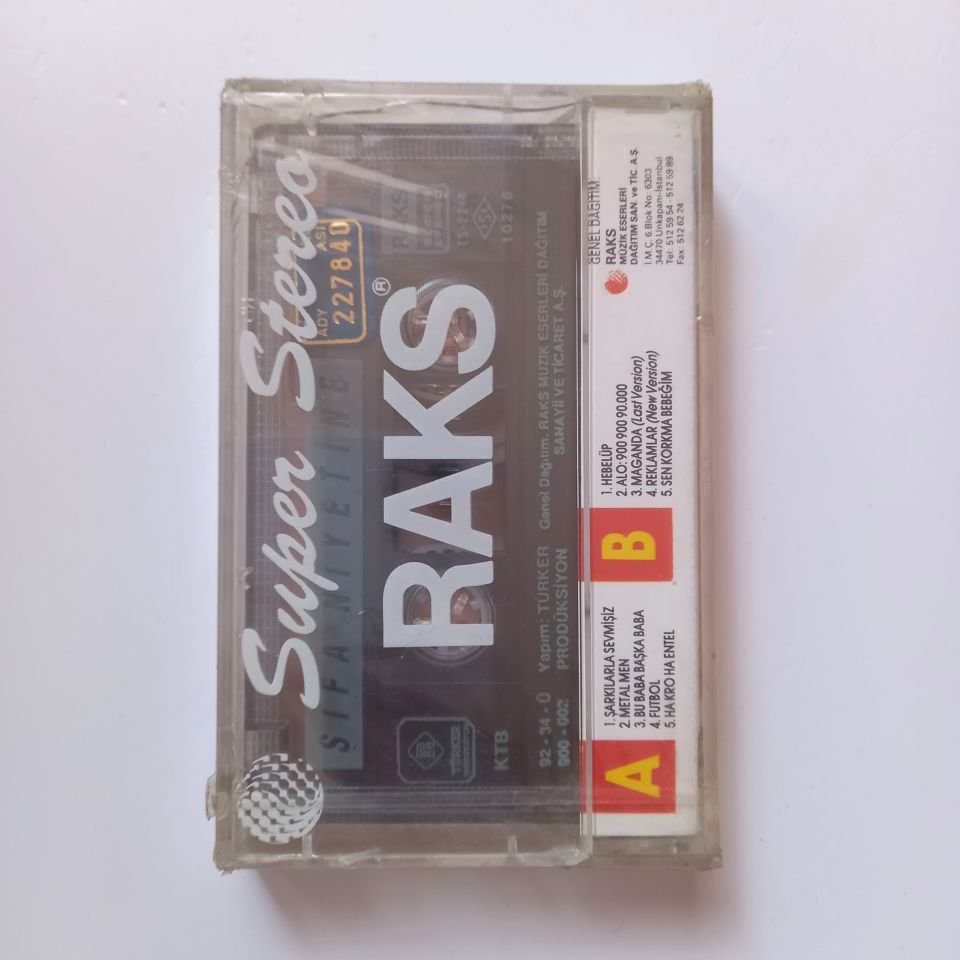 Super Stereo
ADY ASİ
227840
ŞİFA NİYETİNE
RAKS®
TÜRKER
KTB
92 - 34 - Ü
900 - 902
Yapım: TÜRKER
PRODÜKSİYON
Genel Dağıtım, RAKS MÜZİK ESERLERİ DAĞITIM
SANAYİİ VE TİCARET A.Ş.
10276
A
1. ŞARKILARLA SEVMİŞİZ
2. METAL MEN
3. BU BABA BAŞKA BABA
4. FUTBOL
5. HA KRO HA ENTEL
B
1. HEBELÜP
2. ALO: 900 900 90.000
3. MAGANDA (Last Version)
4. REKLAMLAR (New Version)
5. SEN KORKMA BEBEĞİM
GENEL DAĞITIM:
RAKS
MÜZİK ESERLERİ
DAĞITIM SAN. ve TİC. A.Ş.
İ.M.Ç. 6.Blok No: 6303
34470 Unkapanı-İstanbul
Tel: 512 59 54 - 512 59 89
Fax: 512 62 24